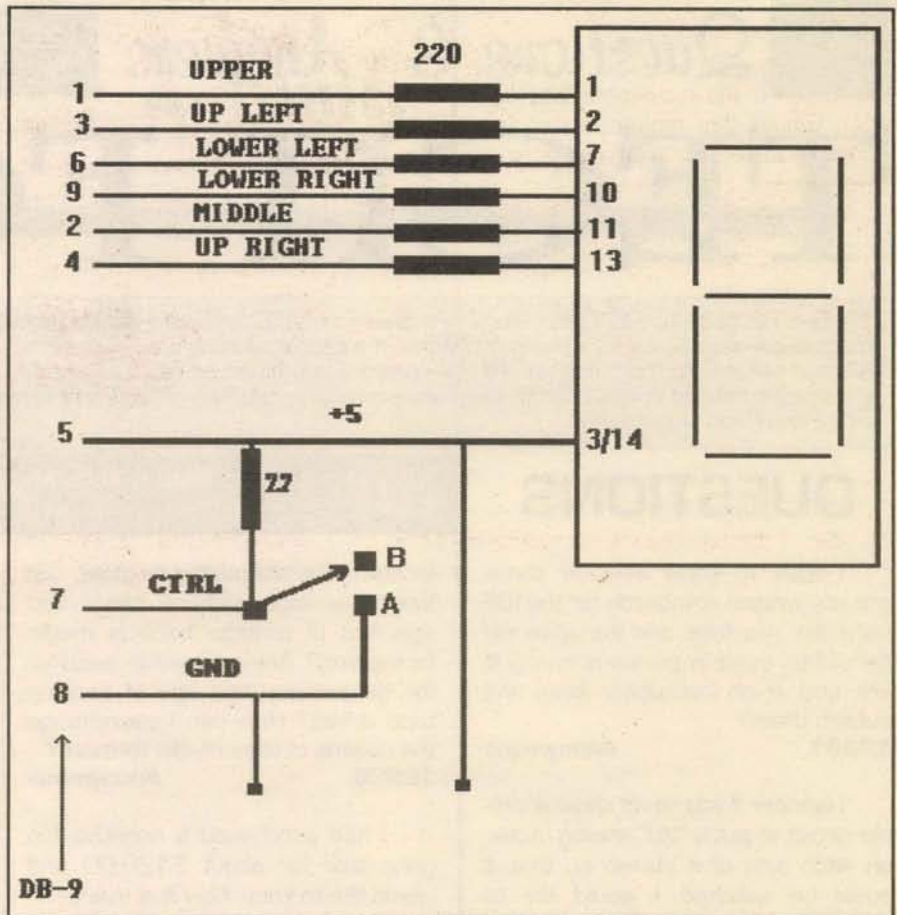 220
UPPER
1 1
UP LEFT
3 2
LOWER LEFT
6 7
LOWER RIGHT
9 10
MIDDLE
2 11
UP RIGHT
4 13
+5
5 3/14
22
B
CTRL
7 A
GND
8
DB-9